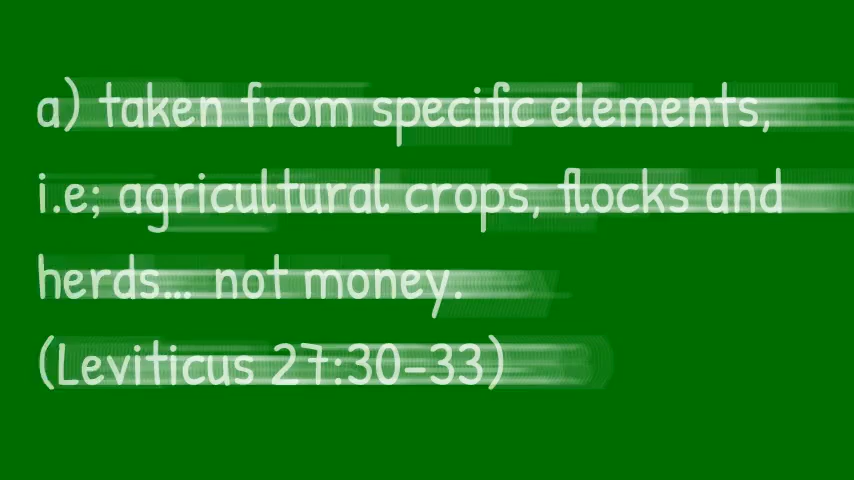 a) taken from specific elements,
i.e; agricultural crops, flocks and
herds... not money.
(Leviticus 27:30-33)